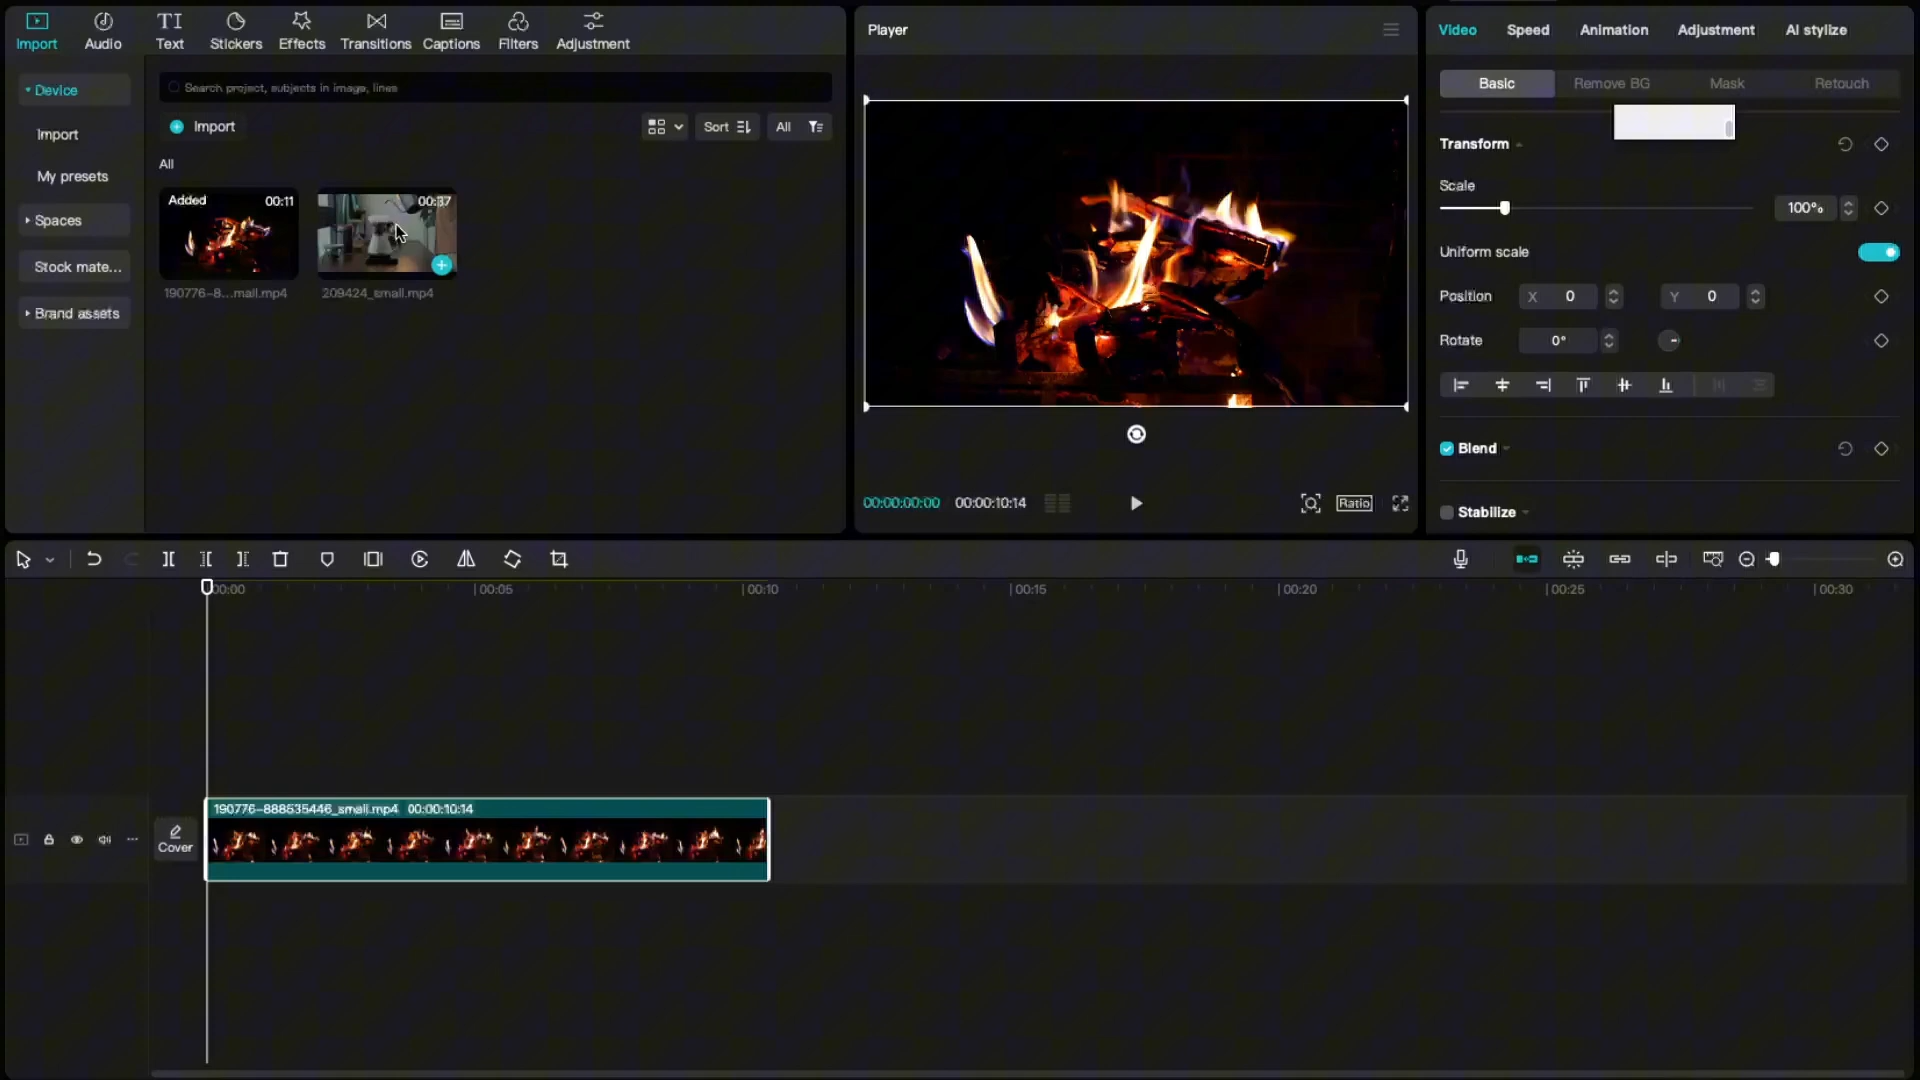 Import
Audio
TI
Text
Stickers
Effects
Transitions
Captions
Filters
Adjustment
Device
Import
My presets
Spaces
Stock mate...
Brand assets
Search project, subjects in image, lines
Import
Sort
All
All
Added
00:11
00:37
190776-8...mall.mp4
209424_small.mp4
Player
00:00:00:00
00:00:10:14
Ratio
Video
Speed
Animation
Adjustment
AI stylize
Basic
Remove BG
Mask
Retouch
Transform
Scale
100%
Uniform scale
Position
X
0
Y
0
Rotate
0°
Blend
Stabilize
00:00
00:05
00:10
00:15
00:20
00:25
00:30
190776-888535446_small.mp4 00:00:10:14
Cover